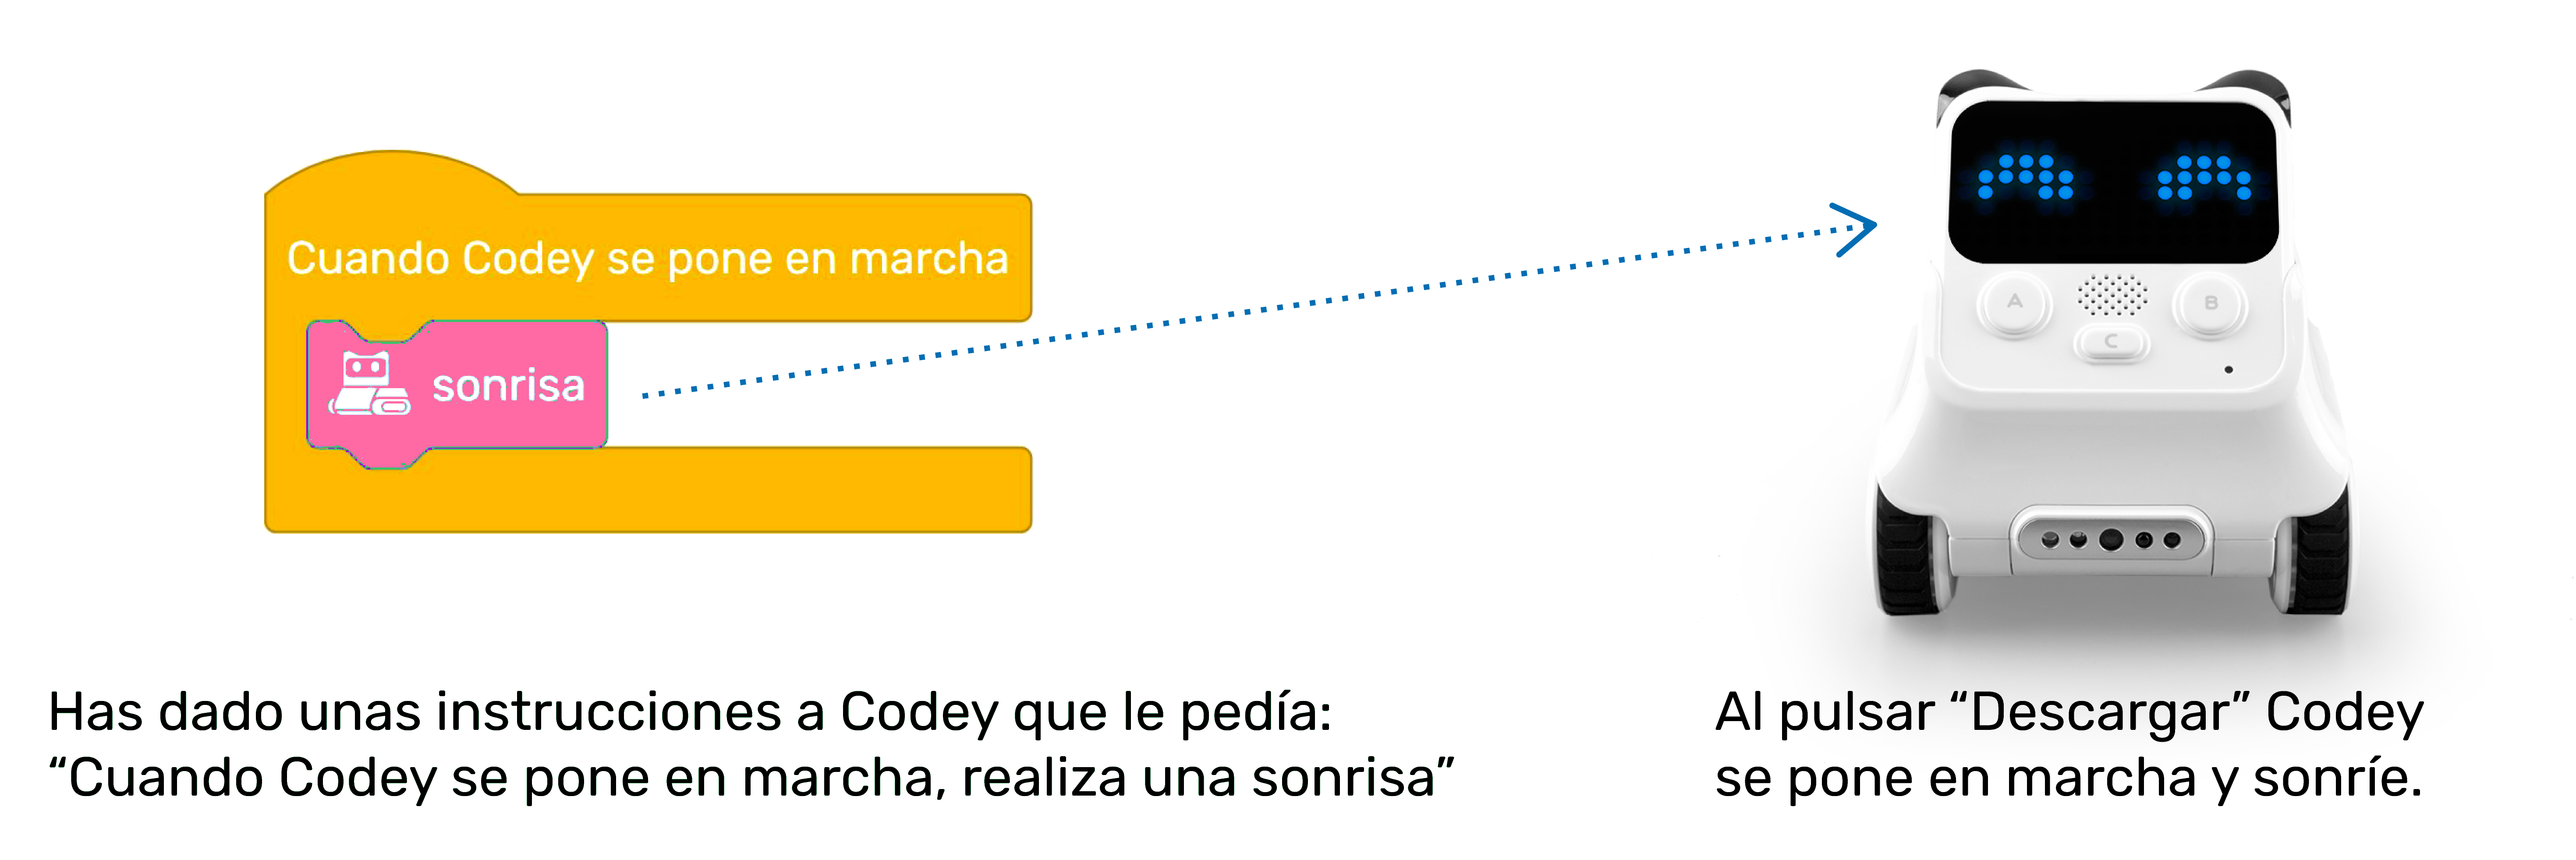 Cuando Codey se pone en marcha
sonrisa
A
B
C
Has dado unas instrucciones a Codey que le pedía:
“Cuando Codey se pone en marcha, realiza una sonrisa”
Al pulsar “Descargar” Codey
se pone en marcha y sonríe.